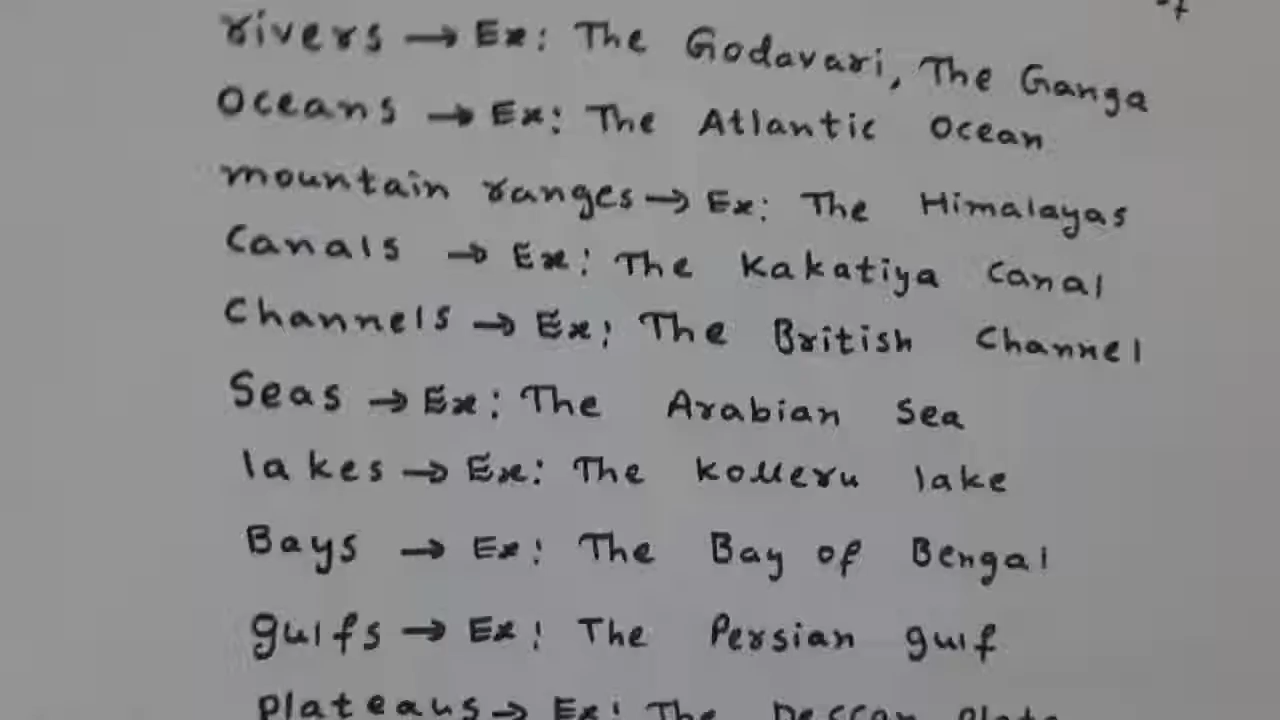 rivers → Ex: The Godavari, The Ganga
Oceans → Ex: The Atlantic Ocean
mountain ranges → Ex: The Himalayas
Canals → Ex: The Kakatiya Canal
Channels → Ex: The British Channel
Seas → Ex: The Arabian Sea
lakes → Ex: The Kolleru lake
Bays → Ex: The Bay of Bengal
gulfs → Ex: The Persian gulf
Plateaus → Ex: The Deccan